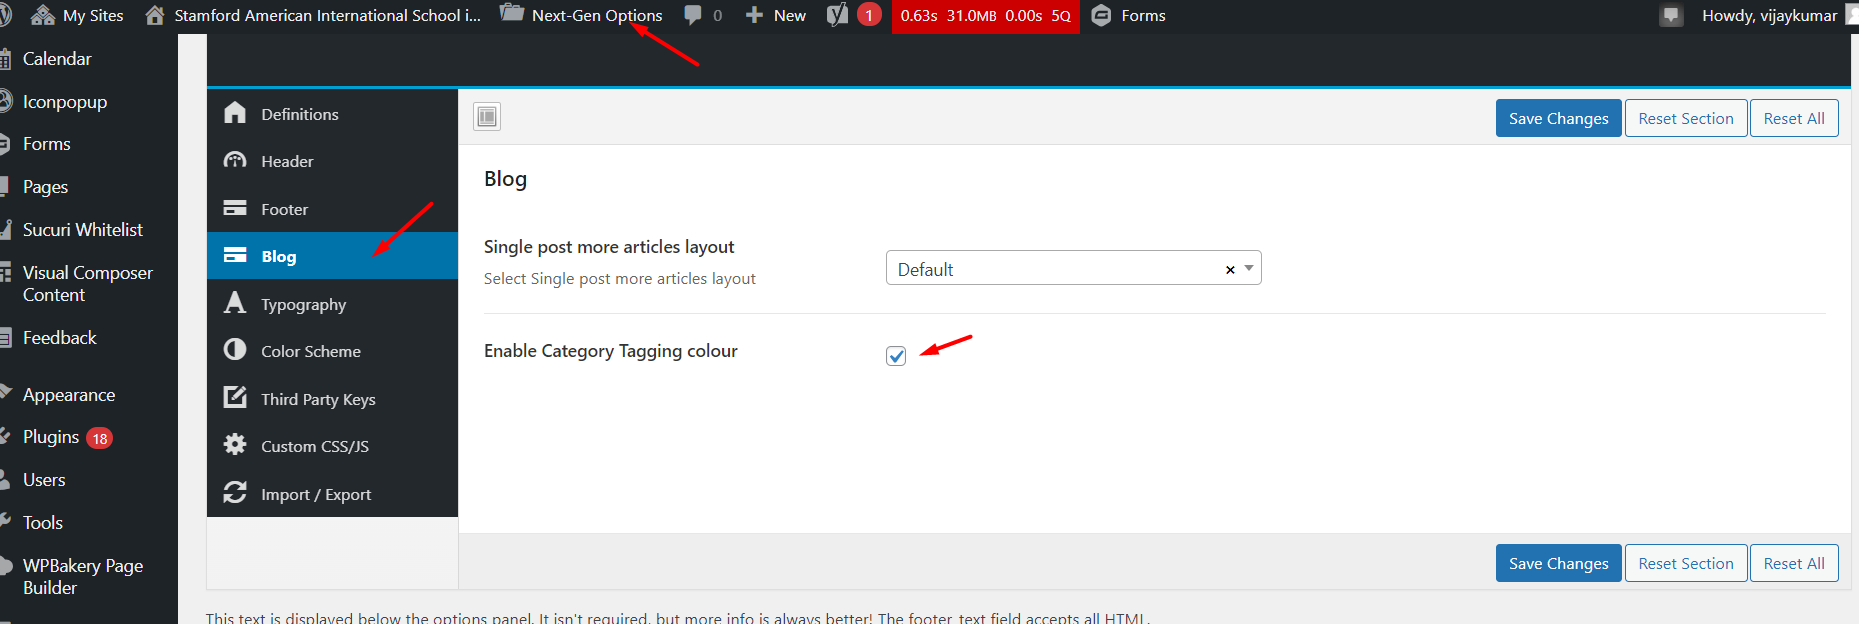 My Sites Stamford American International School i... Next-Gen Options 0 New 1 0.63s 31.0MB 0.00s 5Q Forms Howdy, vijaykumar
Calendar
Iconpopup
Forms
Pages
Sucuri Whitelist
Visual Composer
Content
Feedback
Appearance
Plugins 18
Users
Tools
WPBakery Page
Builder
Definitions
Header
Footer
Blog
Typography
Color Scheme
Third Party Keys
Custom CSS/JS
Import / Export
Save Changes Reset Section Reset All
Blog
Single post more articles layout
Select Single post more articles layout
Default × 
Enable Category Tagging colour
Save Changes Reset Section Reset All
This text is displayed below the options panel. It isn't required, but more info is always better! The footer_text field accepts all HTML.